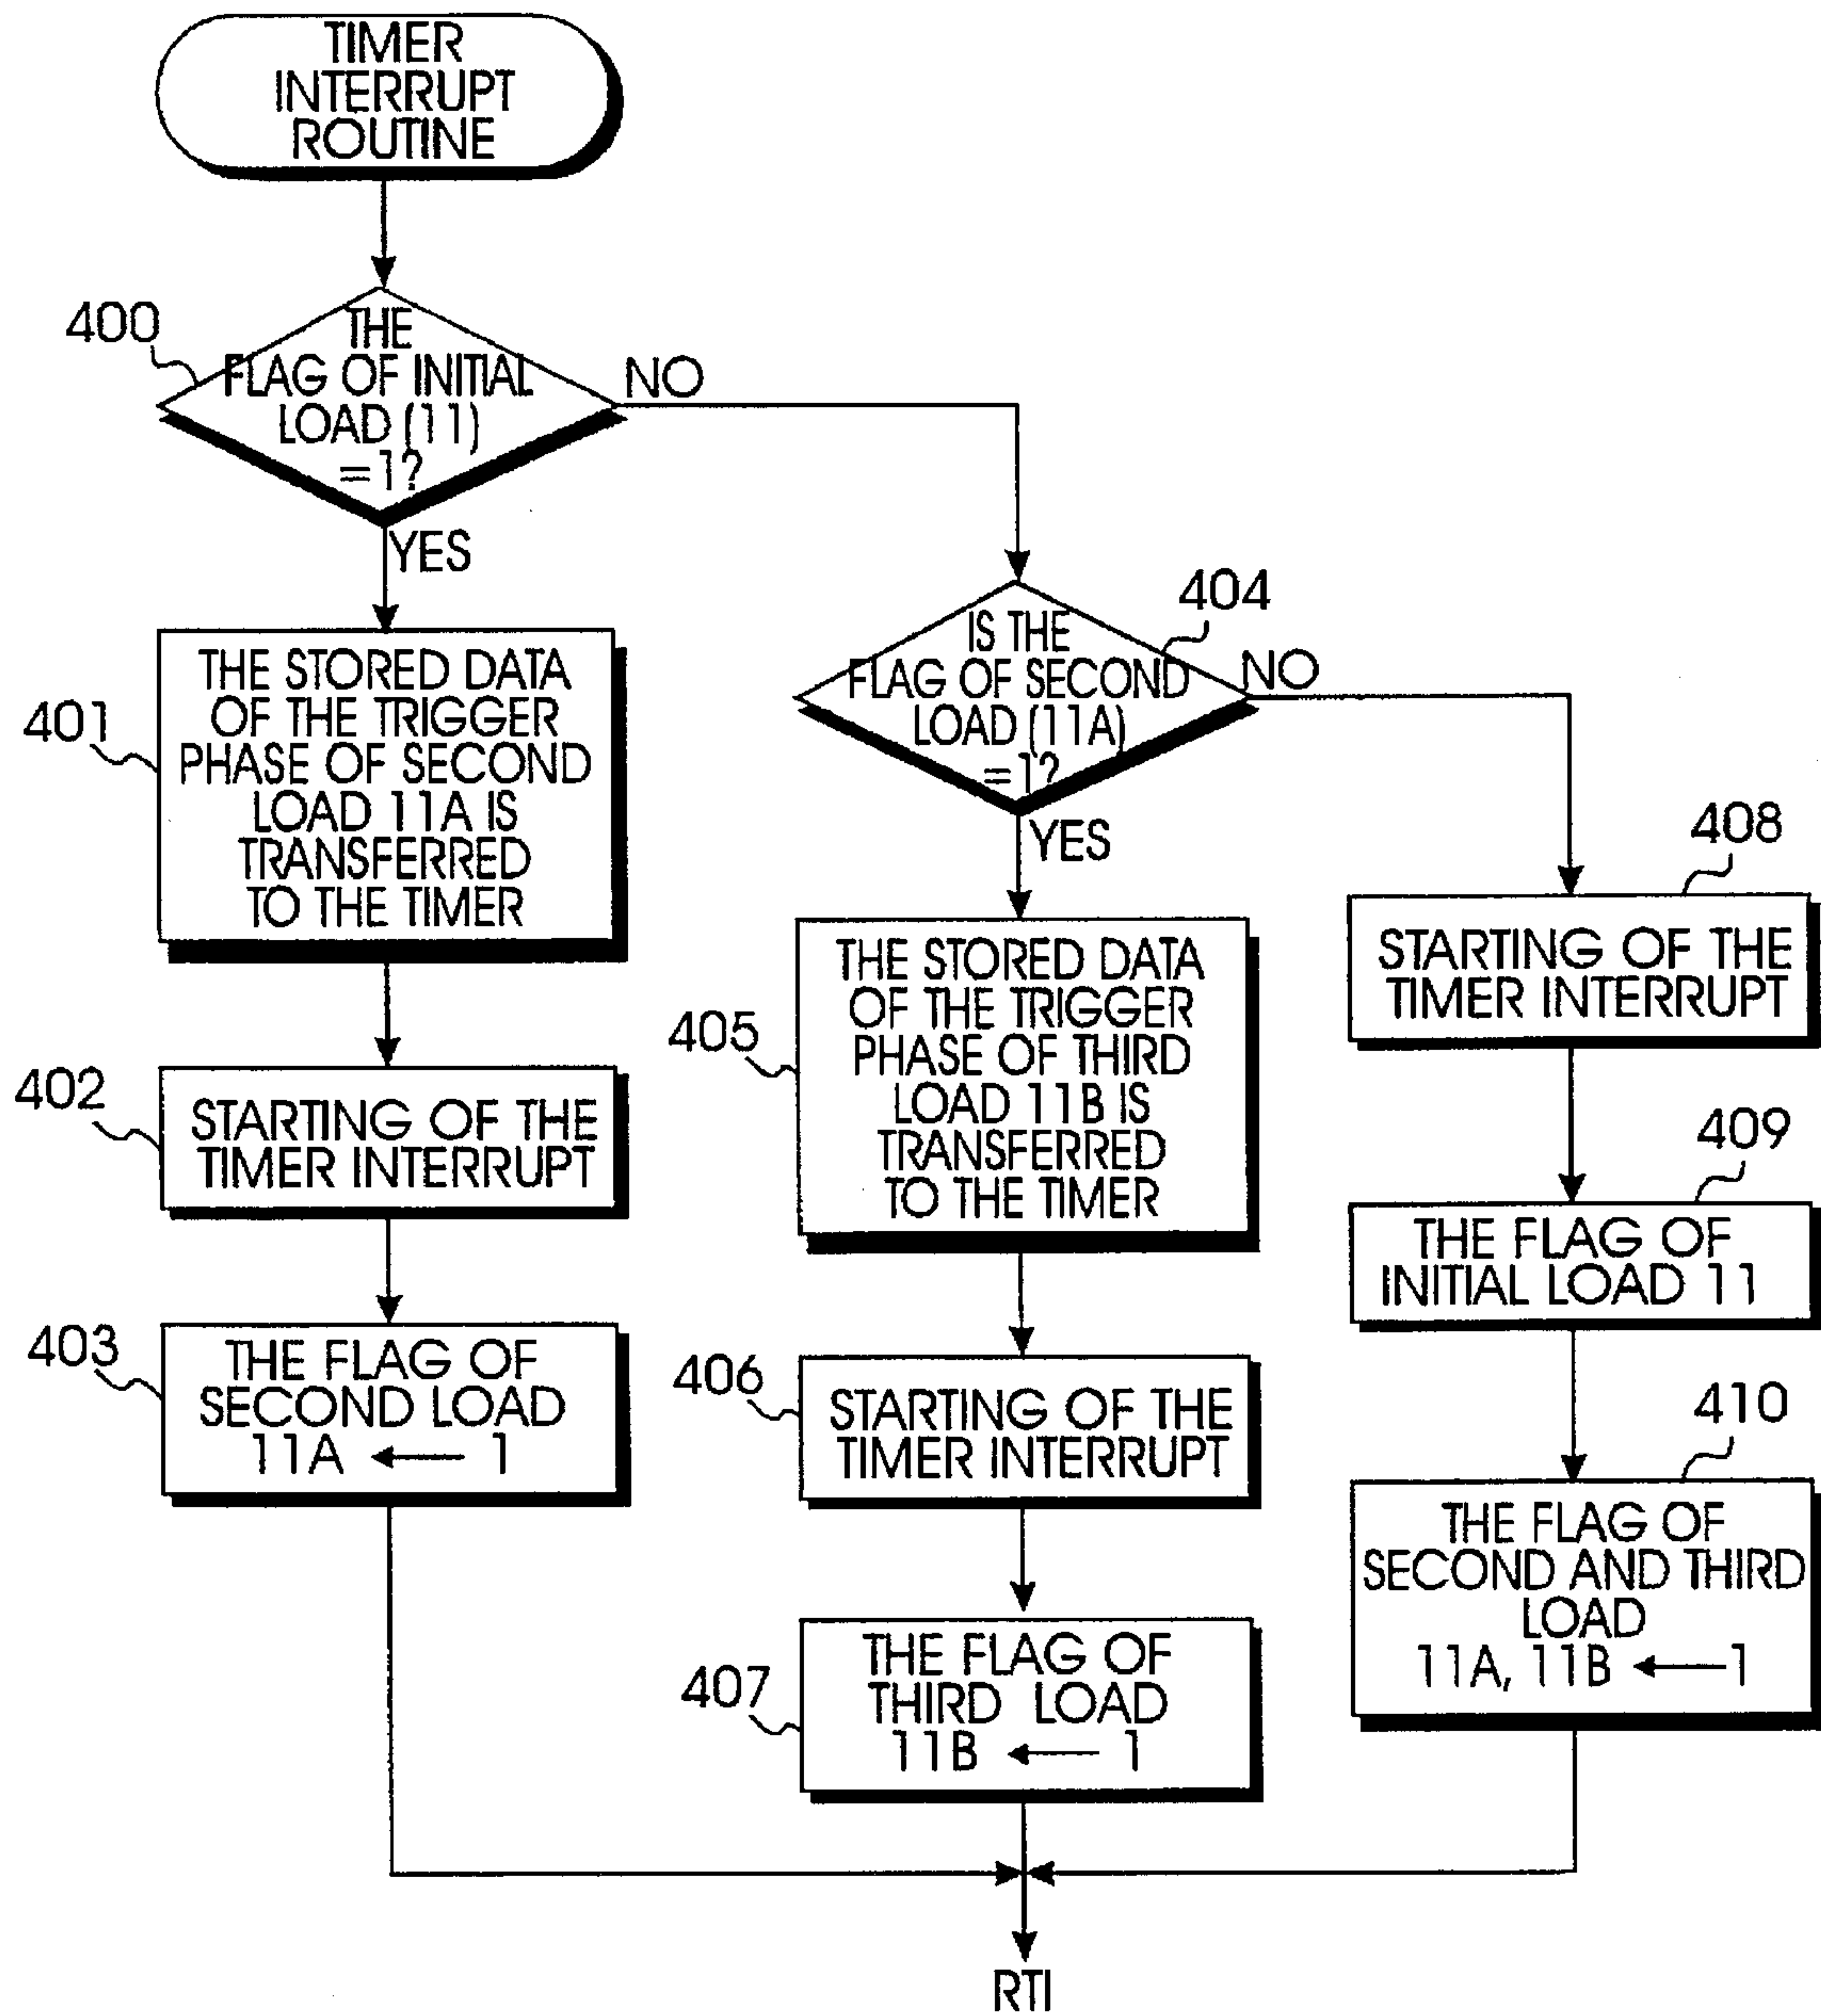 TIMER
INTERRUPT
ROUTINE
400
THE
FLAG OF INITIAL
LOAD (11)
=1?
NO
YES
401
THE STORED DATA
OF THE TRIGGER
PHASE OF SECOND
LOAD 11A IS
TRANSFERRED
TO THE TIMER
402
STARTING OF THE
TIMER INTERRUPT
403
THE FLAG OF
SECOND LOAD
11A ← 1
404
IS THE
FLAG OF SECOND
LOAD (11A)
=1?
NO
YES
405
THE STORED DATA
OF THE TRIGGER
PHASE OF THIRD
LOAD 11B IS
TRANSFERRED
TO THE TIMER
406
STARTING OF THE
TIMER INTERRUPT
407
THE FLAG OF
THIRD LOAD
11B ← 1
408
STARTING OF THE
TIMER INTERRUPT
409
THE FLAG OF
INITIAL LOAD 11
410
THE FLAG OF
SECOND AND THIRD
LOAD
11A, 11B ← 1
RTI